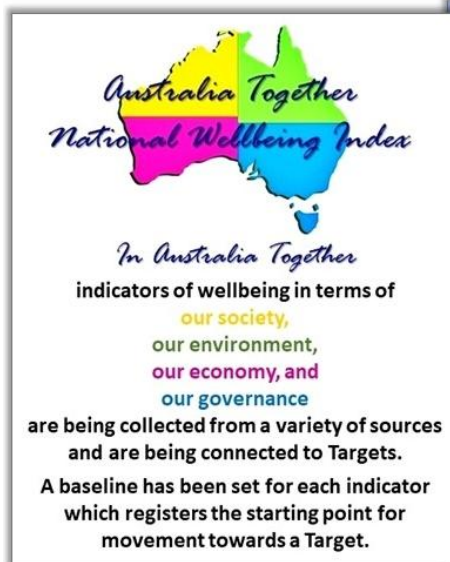 Australia Together
National Wellbeing Index
In Australia Together
indicators of wellbeing in terms of
our society,
our environment,
our economy, and
our governance
are being collected from a variety of sources
and are being connected to Targets.
A baseline has been set for each indicator
which registers the starting point for
movement towards a Target.